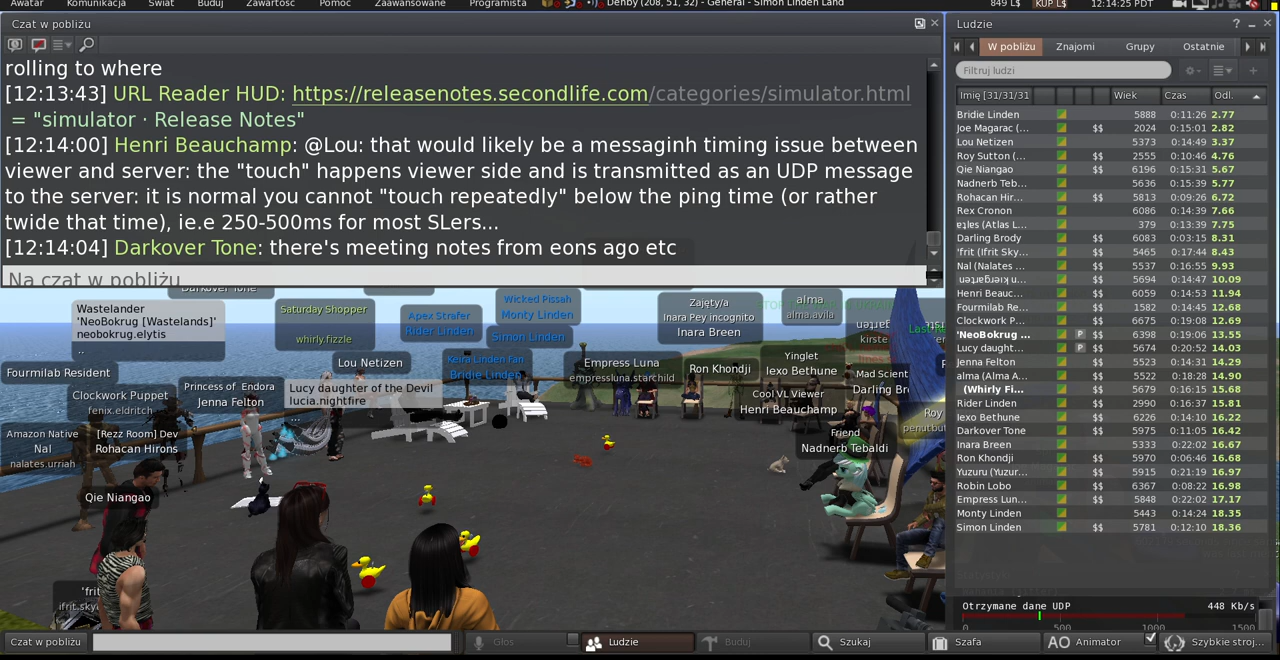 Awatar Komunikacja Świat Buduj Zawartość Pomoc Zaawansowane Programista Denby (208, 51, 32) - General - Simon Linden Land 849 L$ KUP L$ 12:14:25 PDT
Czat w pobliżu
rolling to where
[12:13:43] URL Reader HUD: https://releasenotes.secondlife.com/categories/simulator.html
= "simulator · Release Notes"
[12:14:00] Henri Beauchamp: @Lou: that would likely be a messaginh timing issue between
viewer and server: the "touch" happens viewer side and is transmitted as an UDP message
to the server: it is normal you cannot "touch repeatedly" below the ping time (or rather
twide that time), ie.e 250-500ms for most SLers...
[12:14:04] Darkover Tone: there's meeting notes from eons ago etc
Na czat w pobliżu
Darkover Tone
Wastelander
'NeoBokrug [Wastelands]'
neobokrug.elytis
..
Saturday Shopper
whirly.fizzle
Apex Strafer
Rider Linden
Wicked Pissah
Monty Linden
Simon Linden
Zajęty/a
Inara Pey incognito
Inara Breen
alma
alma.avila
kirste
Fourmilab Resident
Lou Netizen
Keira Linden Fan
Bridie Linden
Empress Luna
empressluna.starchild
Ron Khondji
Yinglet
Iexo Bethune
Mad Scient
Darling Br
Clockwork Puppet
fenix.eldritch
Princess of Endora
Jenna Felton
Lucy daughter of the Devil
lucia.nightfire
...
Cool VL Viewer
Henri Beauchamp
Roy
penutbut
Amazon Native
Nal
nalates.urriah
[Rezz Room] Dev
Rohacan Hirons
Friend
Nadnerb Tebaldi
Qie Niangao
'frit
ifrit.sky
Ludzie
W pobliżu Znajomi Grupy Ostatnie
Filtruj ludzi
Imię [31/31/31 Wiek Czas Odl.
Bridie Linden 5888 0:11:26 2.77
Joe Magarac (... $$ 2024 0:15:01 2.82
Lou Netizen 5373 0:14:49 3.37
Roy Sutton (... $$ 2555 0:10:46 4.76
Qie Niangao $$ 6196 0:15:31 5.67
Nadnerb Teb... 5636 0:15:39 5.77
Rohacan Hir... $$ 5813 0:09:26 6.72
Rex Cronon 6086 0:14:39 7.66
379 0:13:39 7.75
Darling Brody $$ 6083 0:03:15 8.31
'frit (Ifrit Sky... $$ 5465 0:17:44 8.43
Nal (Nalates ... $$ 5537 0:16:55 9.93
5694 0:14:47 10.09
Henri Beauc... $$ 6059 0:14:53 11.94
Fourmilab Re... $$ 1582 0:14:45 12.68
Clockwork P... $$ 6675 0:19:08 12.69
'NeoBokrug ... P $$ 6398 0:19:06 13.55
Lucy daught... P $$ 5674 0:20:52 14.03
Jenna Felton $$ 5523 0:14:31 14.29
alma (Alma A... $$ 5522 0:18:28 14.90
(Whirly Fi... $$ 5679 0:16:15 15.68
Rider Linden $$ 2990 0:16:37 15.81
Iexo Bethune $$ 6226 0:14:10 16.22
Darkover Tone $$ 5975 0:11:05 16.42
Inara Breen 5333 0:22:02 16.67
Ron Khondji $$ 5970 0:06:46 16.68
Yuzuru (Yuzur... $$ 5915 0:21:19 16.97
Robin Lobo $$ 6367 0:08:22 16.98
Empress Lun... $$ 5848 0:22:02 17.17
Monty Linden 5443 0:14:24 18.35
Simon Linden $$ 5781 0:12:10 18.36
Otrzymane dane UDP 448 Kb/s
0 500 1000 1500
Czat w pobliżu Głos Ludzie Buduj Szukaj Szafa AO Animator Szybkie stroj...